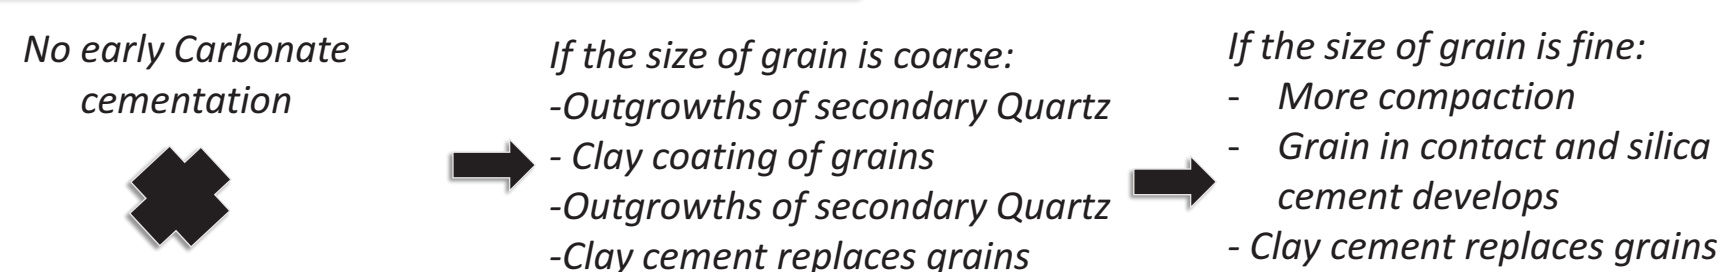 No early Carbonate
cementation
If the size of grain is coarse:
-Outgrowths of secondary Quartz
- Clay coating of grains
-Outgrowths of secondary Quartz
-Clay cement replaces grains
If the size of grain is fine:
- More compaction
- Grain in contact and silica
cement develops
- Clay cement replaces grains